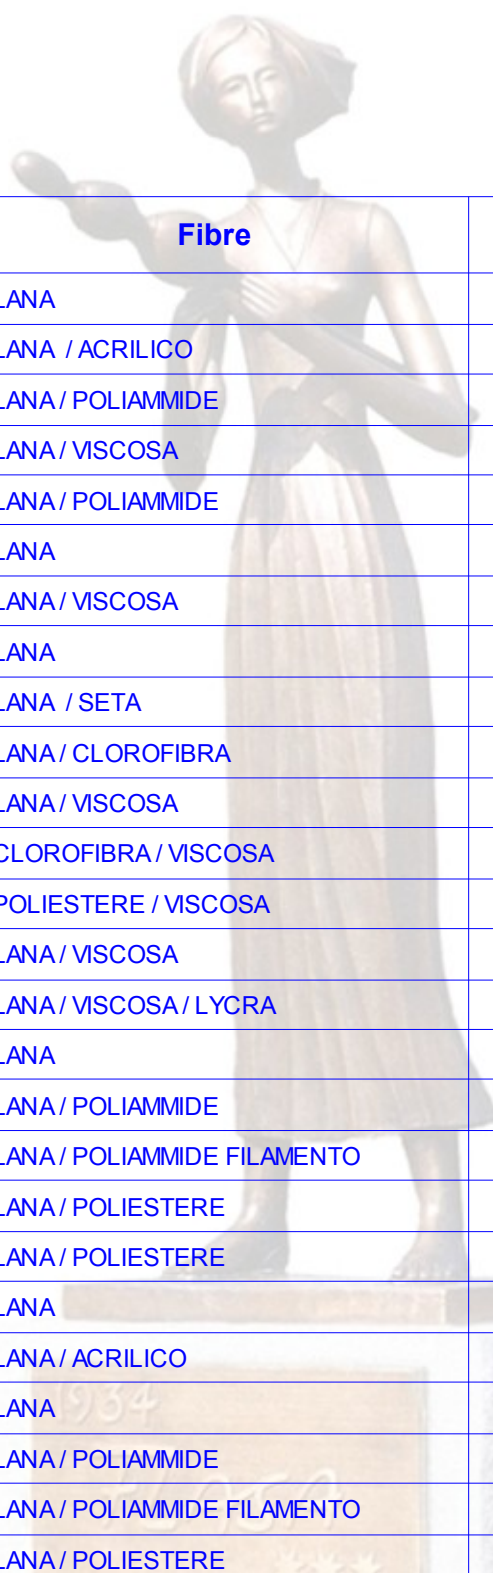 Fibre
LANA
LANA / ACRILICO
LANA / POLIAMMIDE
LANA / VISCOSA
LANA / POLIAMMIDE
LANA
LANA / VISCOSA
LANA
LANA / SETA
LANA / CLOROFIBRA
LANA / VISCOSA
CLOROFIBRA / VISCOSA
POLIESTERE / VISCOSA
LANA / VISCOSA
LANA / VISCOSA / LYCRA
LANA
LANA / POLIAMMIDE
LANA / POLIAMMIDE FILAMENTO
LANA / POLIESTERE
LANA / POLIESTERE
LANA
LANA / ACRILICO
1934
LANA
LANA / POLIAMMIDE
LANA / POLIAMMIDE FILAMENTO
LANA / POLIESTERE